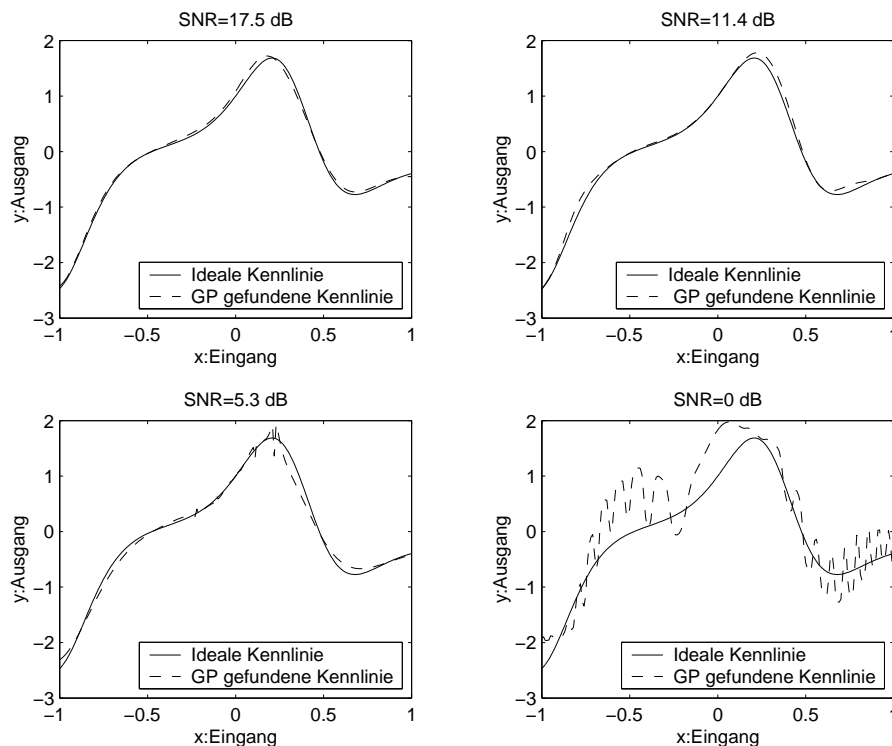 SNR=17.5 dB
2
1
0
−1
−2
−3
y:Ausgang
Ideale Kennlinie
GP gefundene Kennlinie
−1 −0.5 0 0.5 1
x:Eingang
SNR=11.4 dB
2
1
0
−1
−2
−3
y:Ausgang
Ideale Kennlinie
GP gefundene Kennlinie
−1 −0.5 0 0.5 1
x:Eingang
SNR=5.3 dB
2
1
0
−1
−2
−3
y:Ausgang
Ideale Kennlinie
GP gefundene Kennlinie
−1 −0.5 0 0.5 1
x:Eingang
SNR=0 dB
2
1
0
−1
−2
−3
y:Ausgang
Ideale Kennlinie
GP gefundene Kennlinie
−1 −0.5 0 0.5 1
x:Eingang